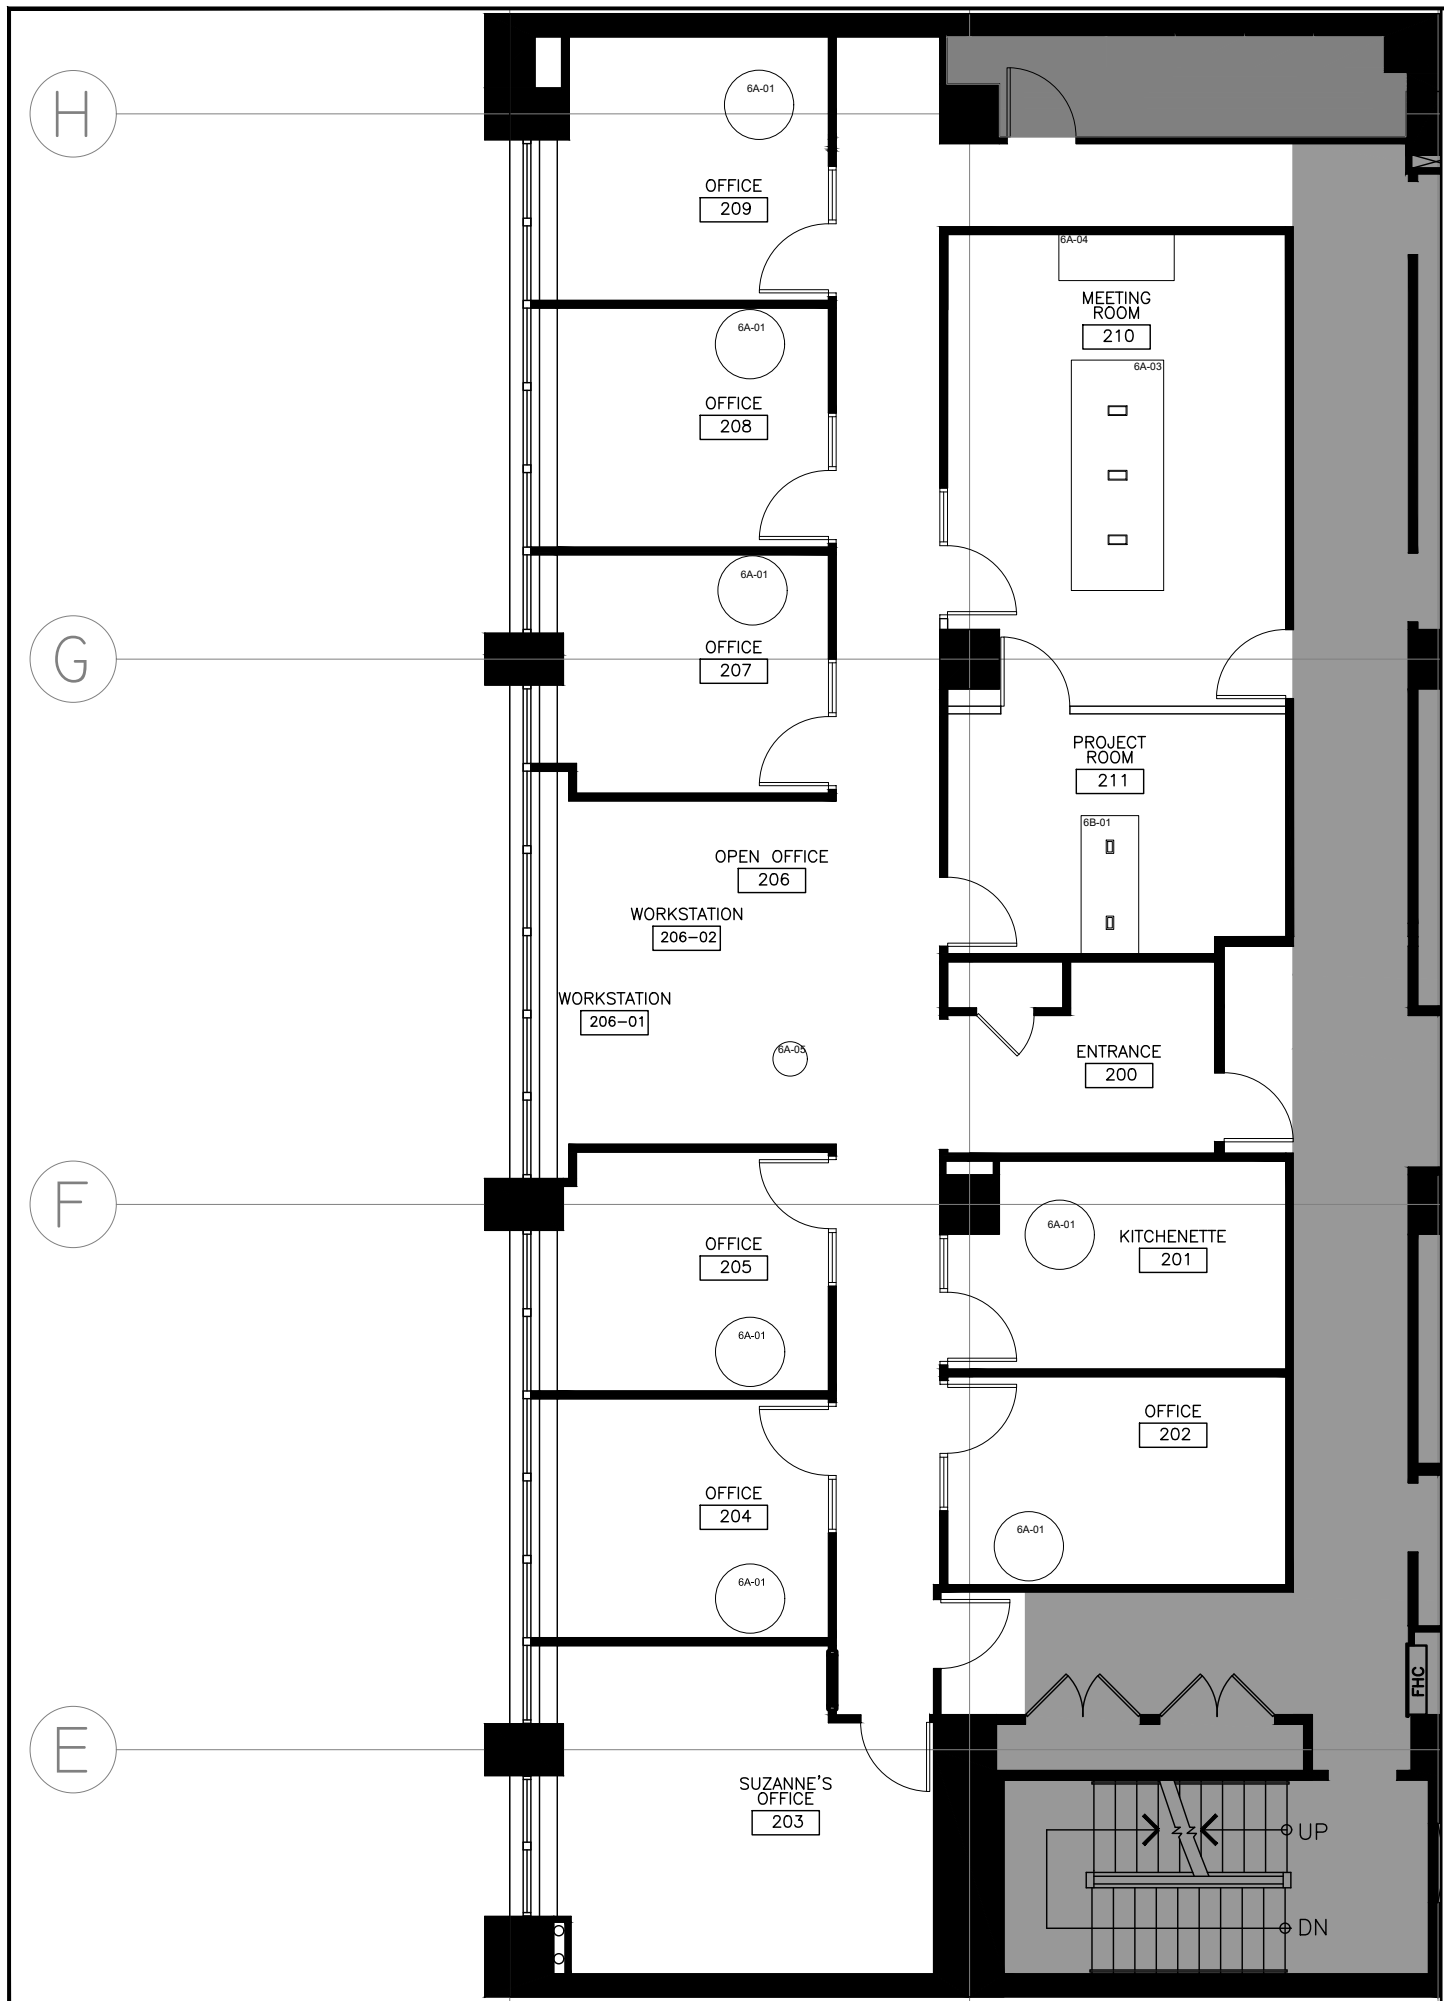 H
6A-01
OFFICE
209
6A-04
MEETING
ROOM
210
6A-01
6A-03
OFFICE
208
6A-01
G
OFFICE
207
PROJECT
ROOM
211
6B-01
OPEN OFFICE
206
WORKSTATION
206-02
WORKSTATION
206-01
6A-05
ENTRANCE
200
F
6A-01
KITCHENETTE
201
OFFICE
205
6A-01
OFFICE
202
OFFICE
204
6A-01
6A-01
FHC
E
SUZANNE'S
OFFICE
203
UP
DN